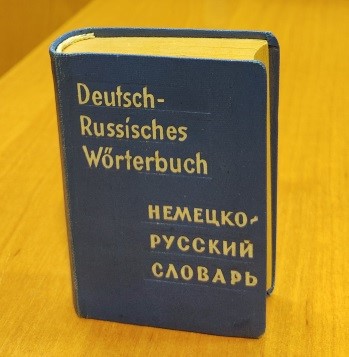 Deutsch-
Russisches
Wörterbuch
НЕМЕЦКО-
РУССКИЙ
СЛОВАРЬ